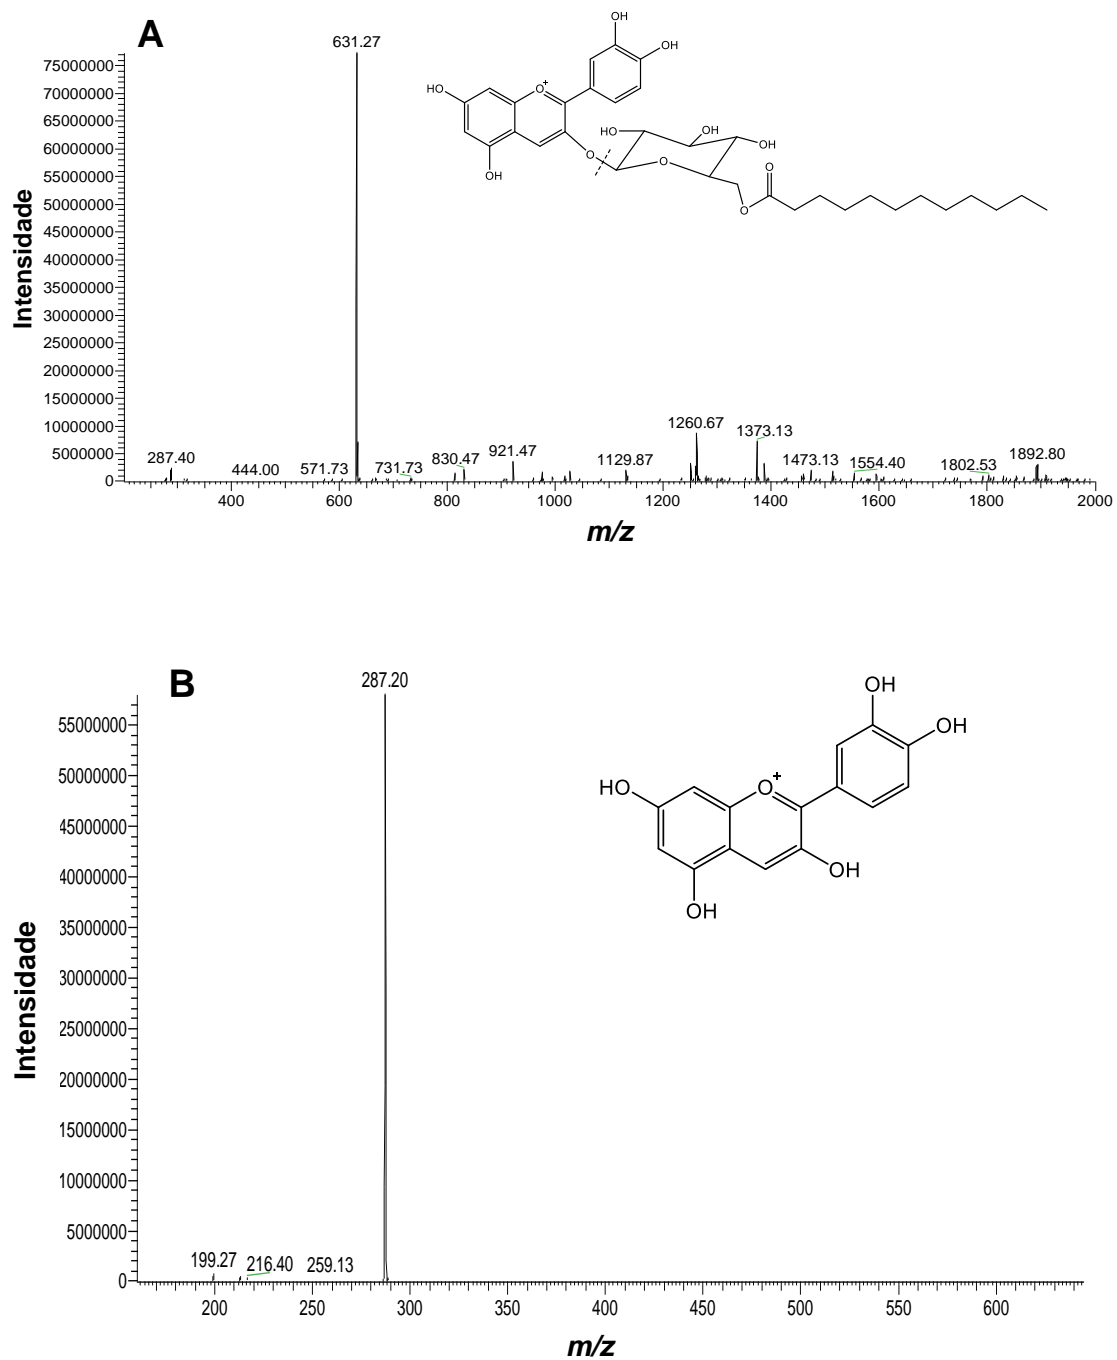 A
631.27
OH
OH
75000000
70000000
65000000
60000000
55000000
50000000
45000000
40000000
35000000
30000000
25000000
20000000
15000000
10000000
5000000
0
Intensidade
HO
O+
OH
O
HO
OH
OH
O
O
O
287.40
444.00
571.73
731.73
830.47
921.47
1129.87
1260.67
1373.13
1473.13
1554.40
1802.53
1892.80
400 600 800 1000 1200 1400 1600 1800 2000
m/z
B
287.20
OH
OH
HO
O+
OH
OH
55000000
50000000
45000000
40000000
35000000
30000000
25000000
20000000
15000000
10000000
5000000
0
Intensidade
199.27
216.40
259.13
200 250 300 350 400 450 500 550 600
m/z